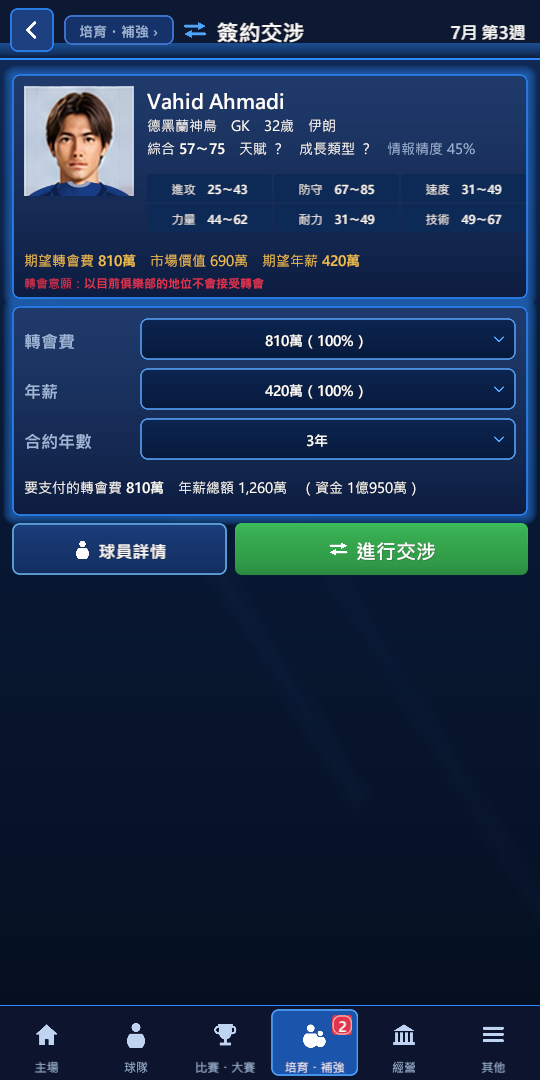 培育・補強 › 簽約交涉 7月 第3週
Vahid Ahmadi
德黑蘭神鳥 GK 32歲 伊朗
綜合 57～75 天賦 ? 成長類型 ? 情報精度 45%
進攻 25～43 防守 67～85 速度 31～49
力量 44～62 耐力 31～49 技術 49～67
期望轉會費 810萬 市場價值 690萬 期望年薪 420萬
轉會意願：以目前俱樂部的地位不會接受轉會
轉會費 810萬 ( 100% )
年薪 420萬 ( 100% )
合約年數 3年
要支付的轉會費 810萬 年薪總額 1,260萬 ( 資金 1億950萬 )
球員詳情 進行交涉
2
主場 球隊 比賽・大賽 培育・補強 經營 其他